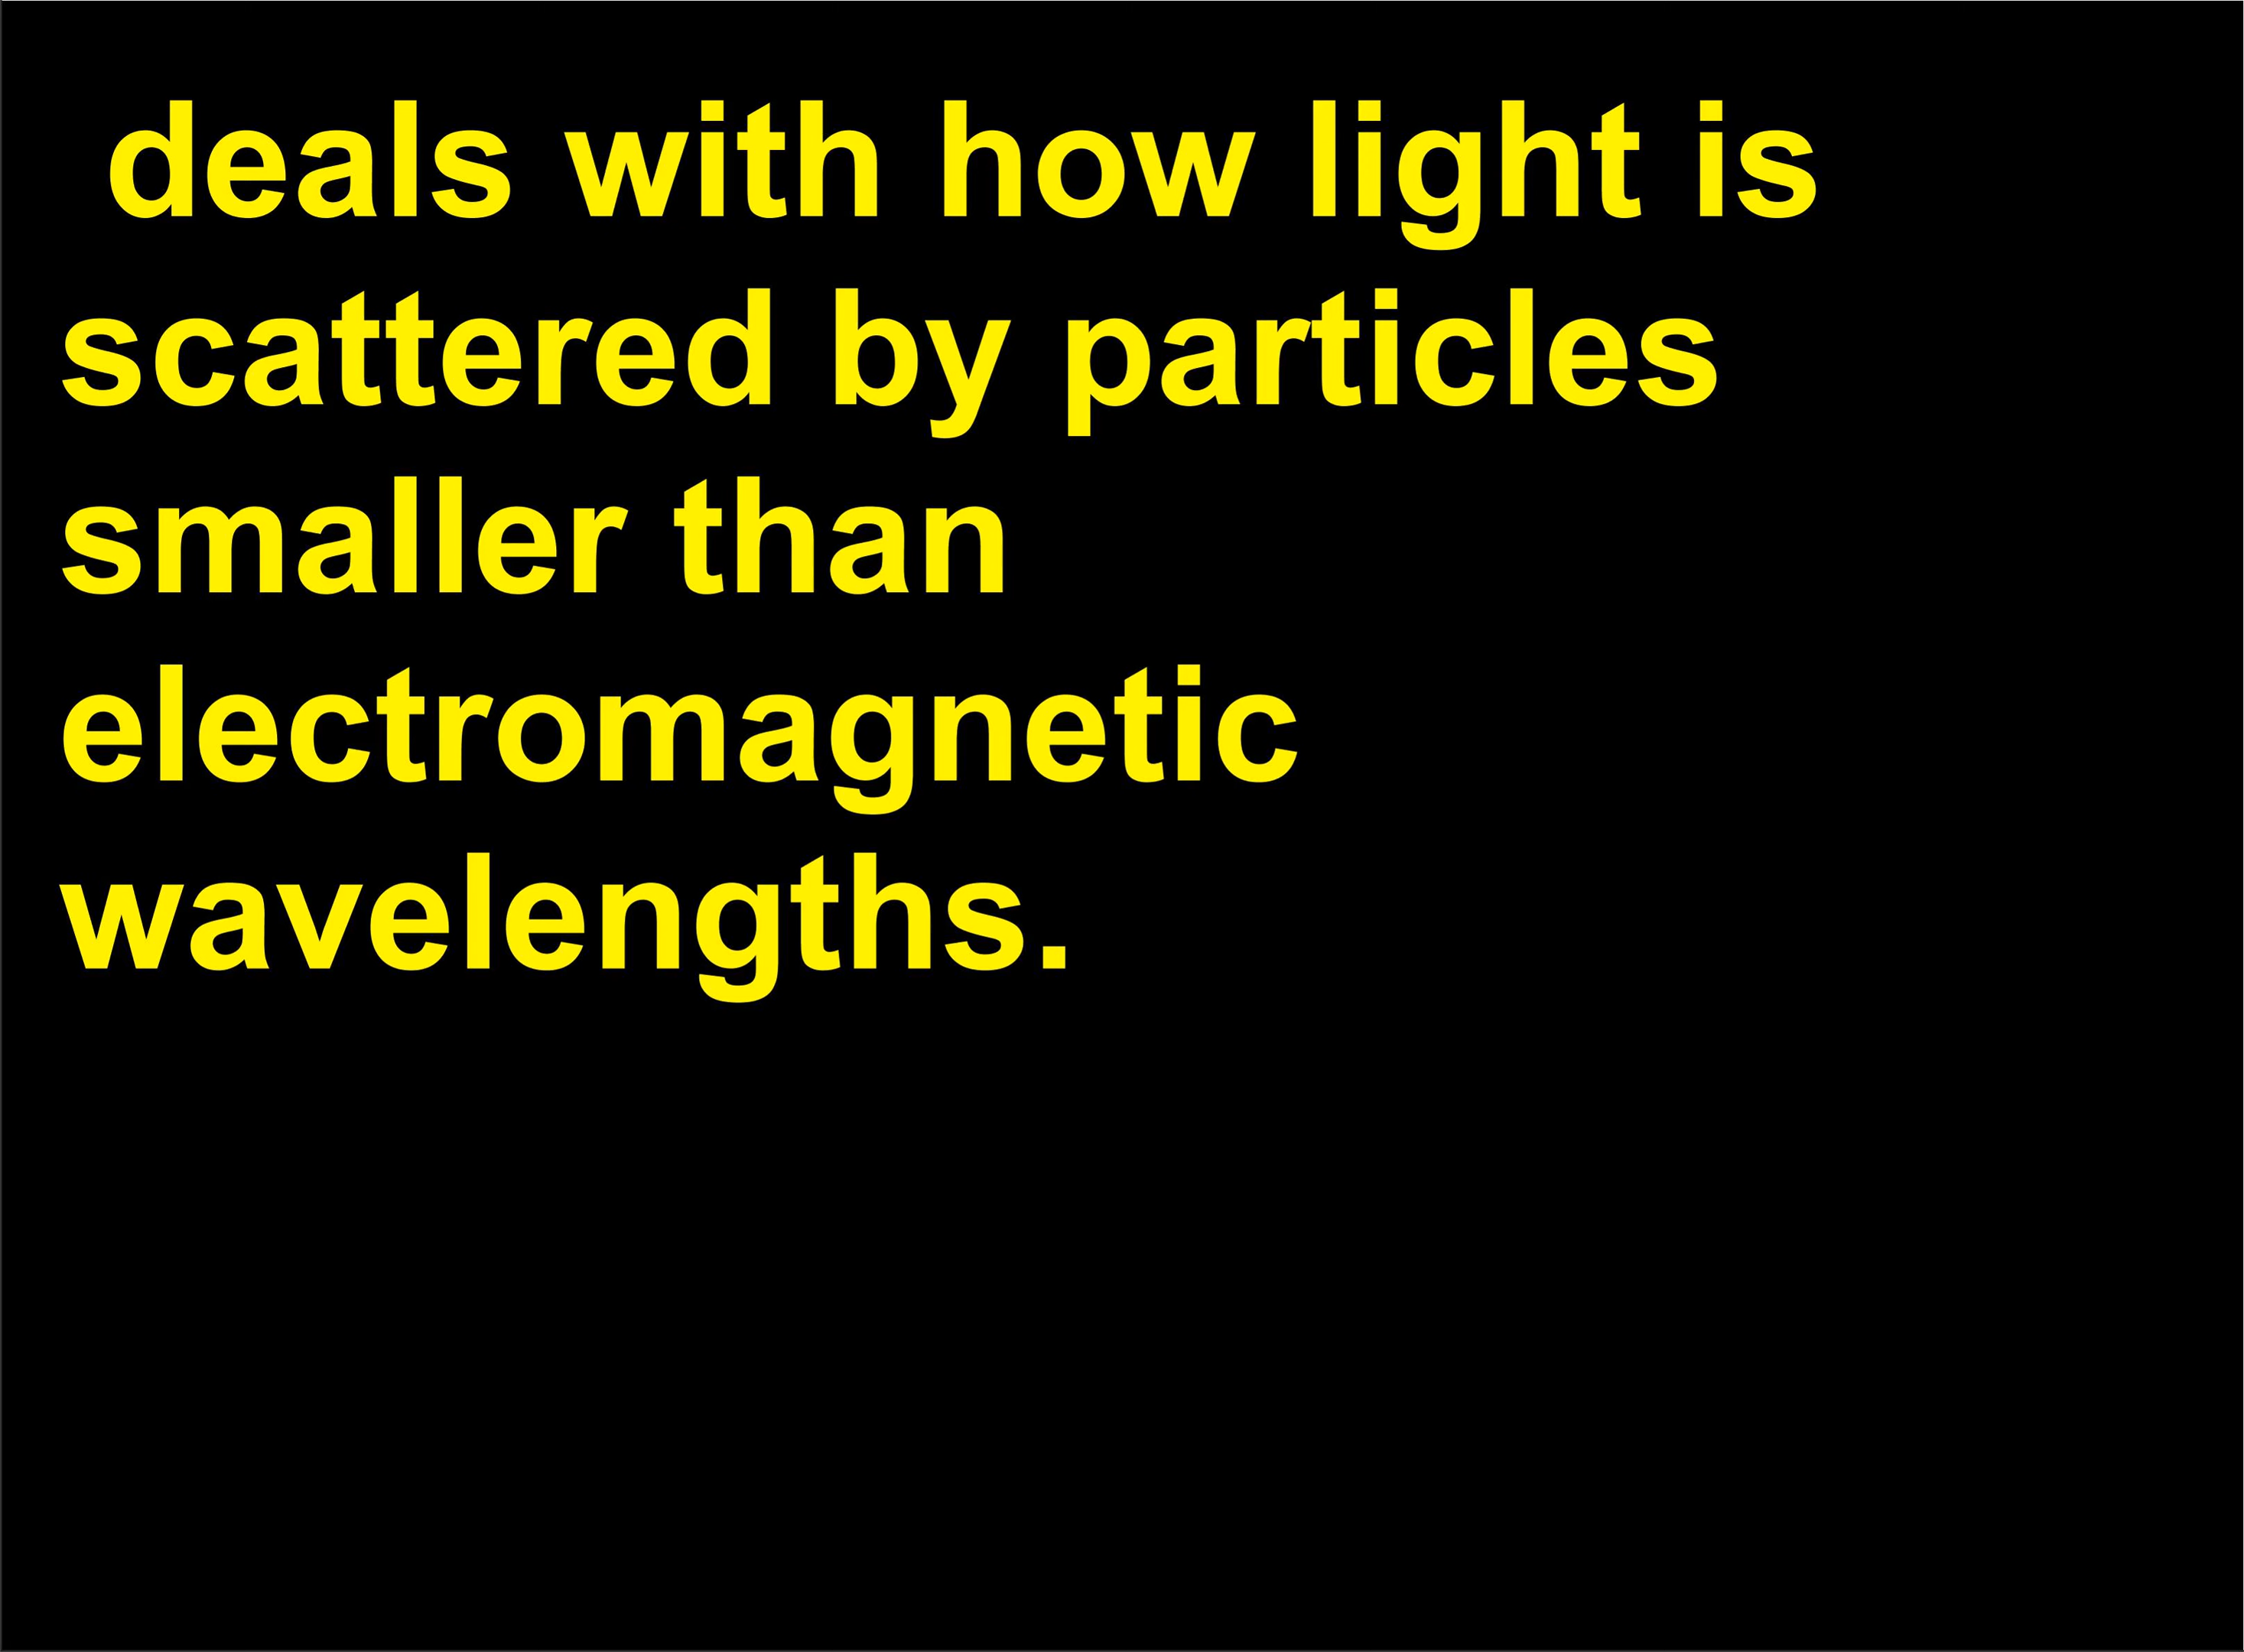 deals with how light is
scattered by particles
smaller than
electromagnetic
wavelengths.